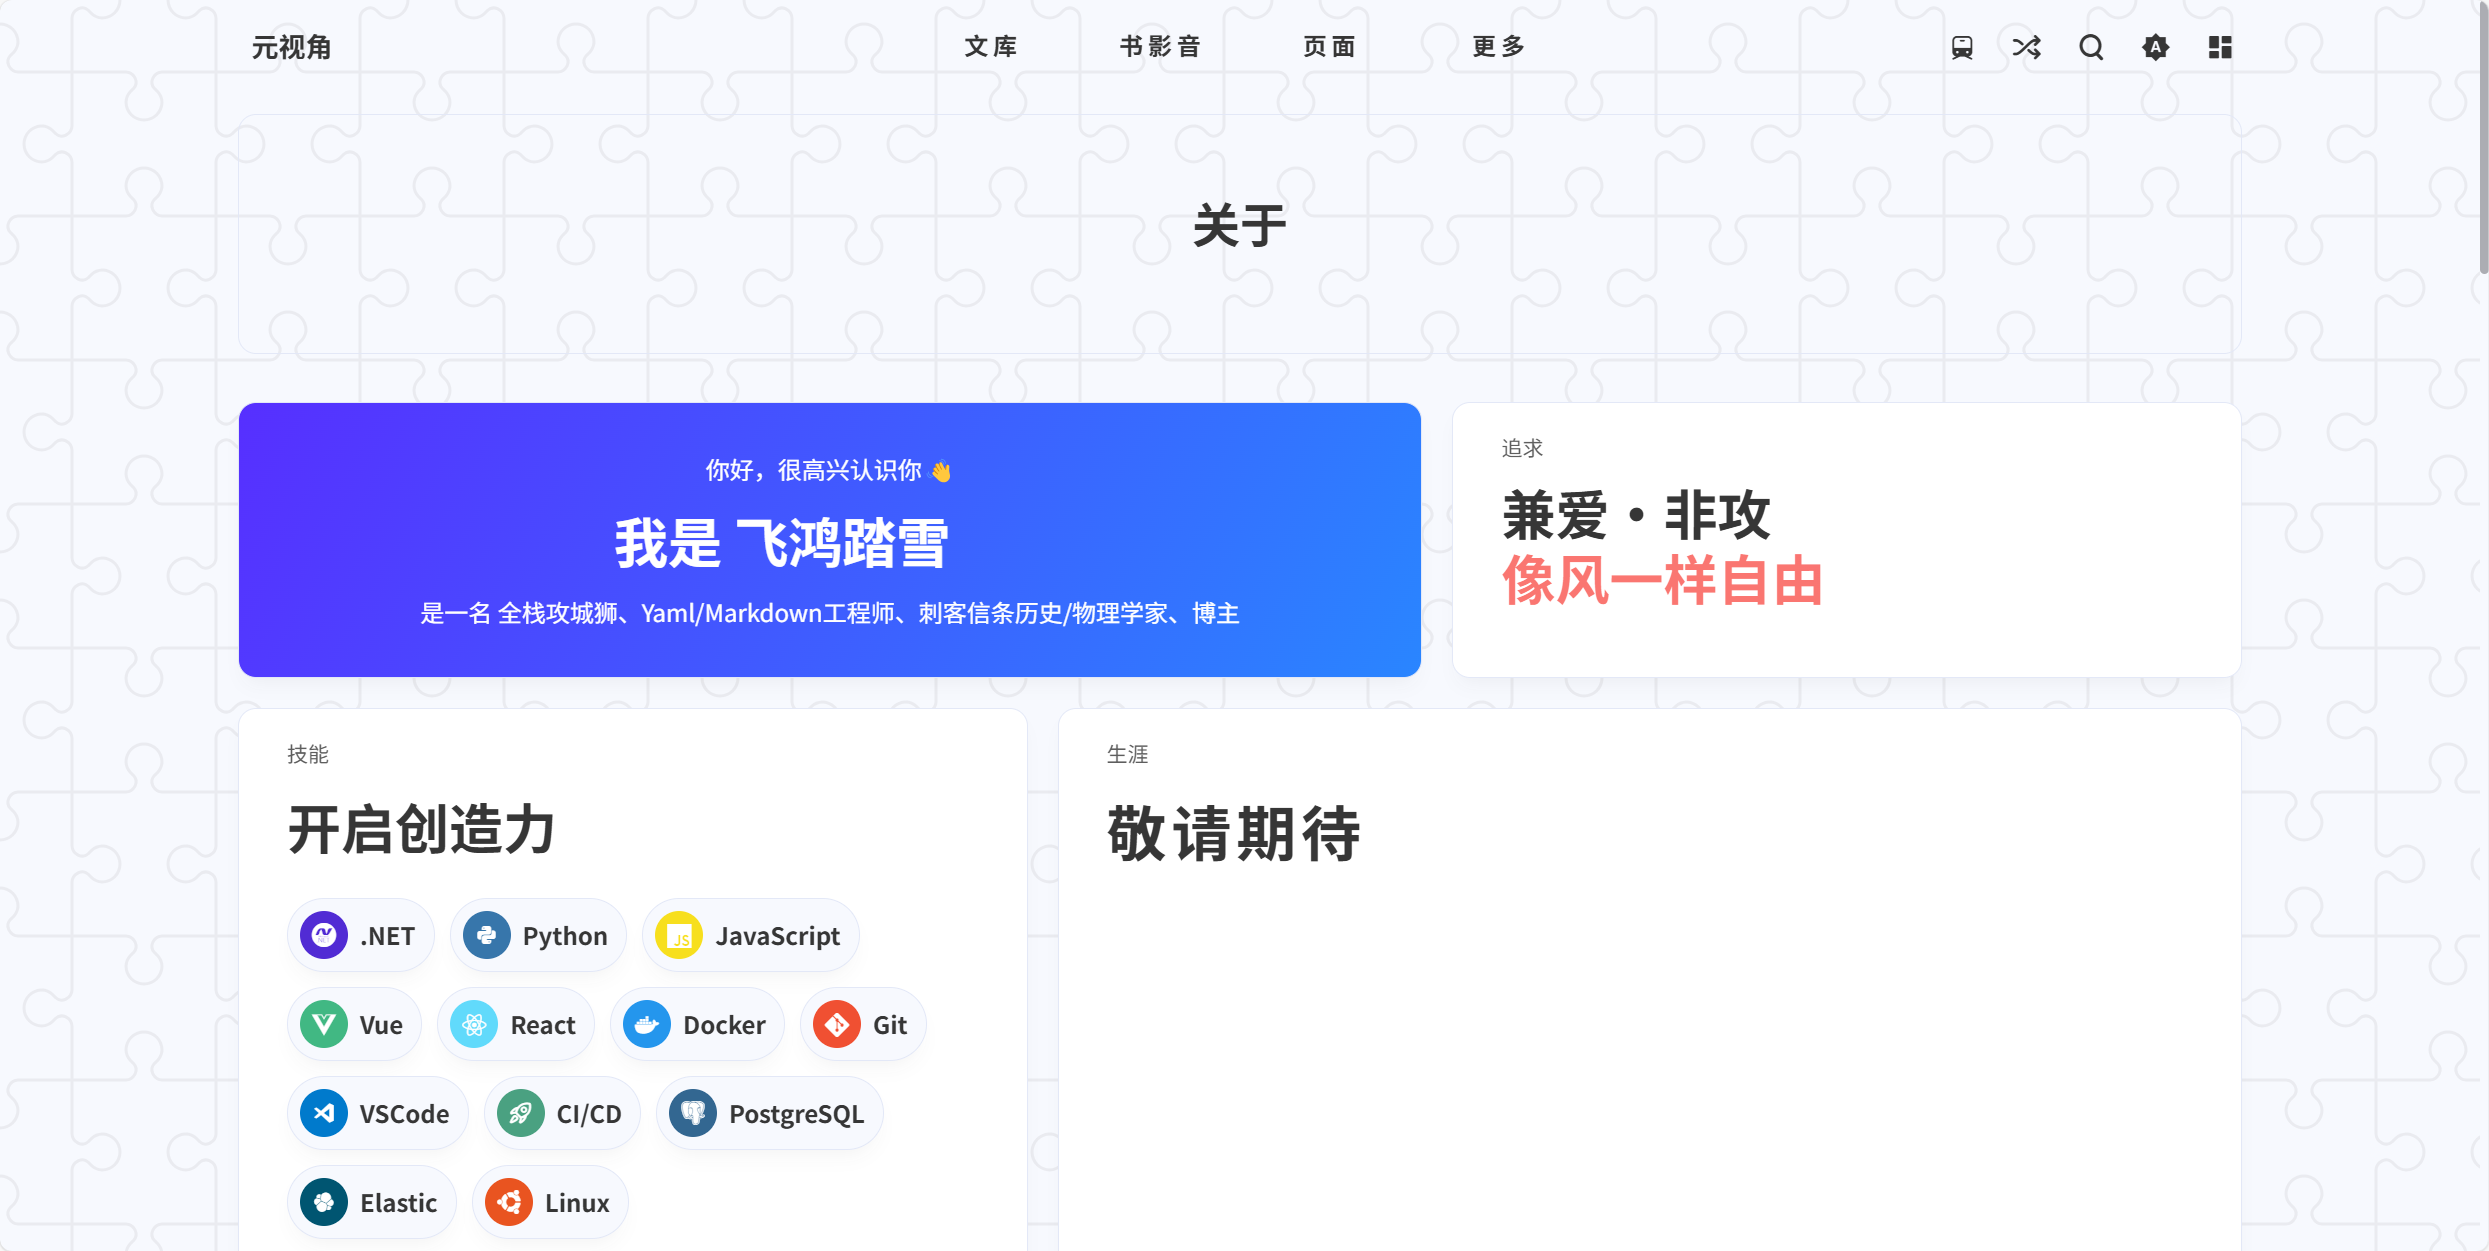 元视角
文库
书影音
页面
更多
A
关于
你好，很高兴认识你👋
我是 飞鸿踏雪
是一名 全栈攻城狮、Yaml/Markdown工程师、刺客信条历史/物理学家、博主
追求
兼爱・非攻
像风一样自由
技能
开启创造力
.NET
Python
JS
JavaScript
Vue
React
Docker
Git
VSCode
CI/CD
PostgreSQL
Elastic
Linux
生涯
敬请期待